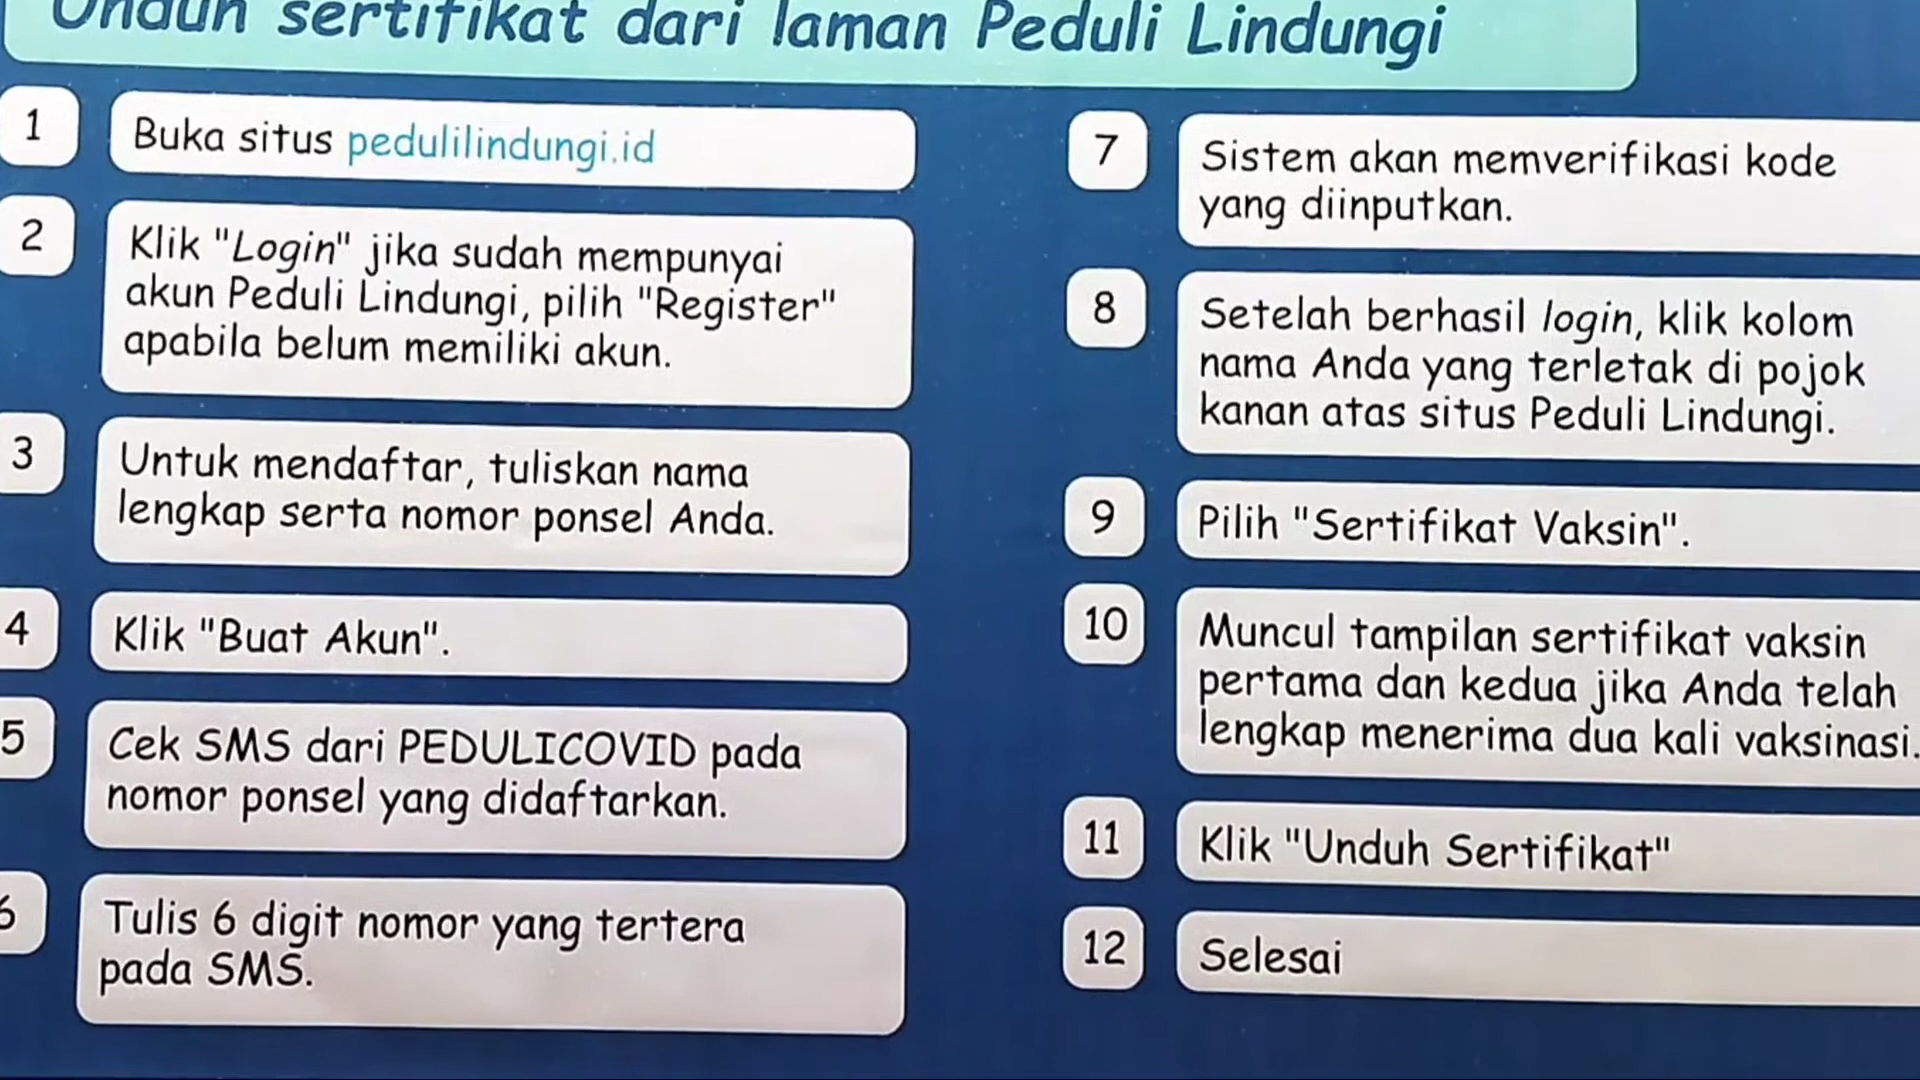 Unduh sertifikat dari laman Peduli Lindungi
1
Buka situs pedulilindungi.id
2
Klik "Login" jika sudah mempunyai
akun Peduli Lindungi, pilih "Register"
apabila belum memiliki akun.
3
Untuk mendaftar, tuliskan nama
lengkap serta nomor ponsel Anda.
4
Klik "Buat Akun".
5
Cek SMS dari PEDULICOVID pada
nomor ponsel yang didaftarkan.
6
Tulis 6 digit nomor yang tertera
pada SMS.
7
Sistem akan memverifikasi kode
yang diinputkan.
8
Setelah berhasil login, klik kolom
nama Anda yang terletak di pojok
kanan atas situs Peduli Lindungi.
9
Pilih "Sertifikat Vaksin".
10
Muncul tampilan sertifikat vaksin
pertama dan kedua jika Anda telah
lengkap menerima dua kali vaksinasi.
11
Klik "Unduh Sertifikat"
12
Selesai